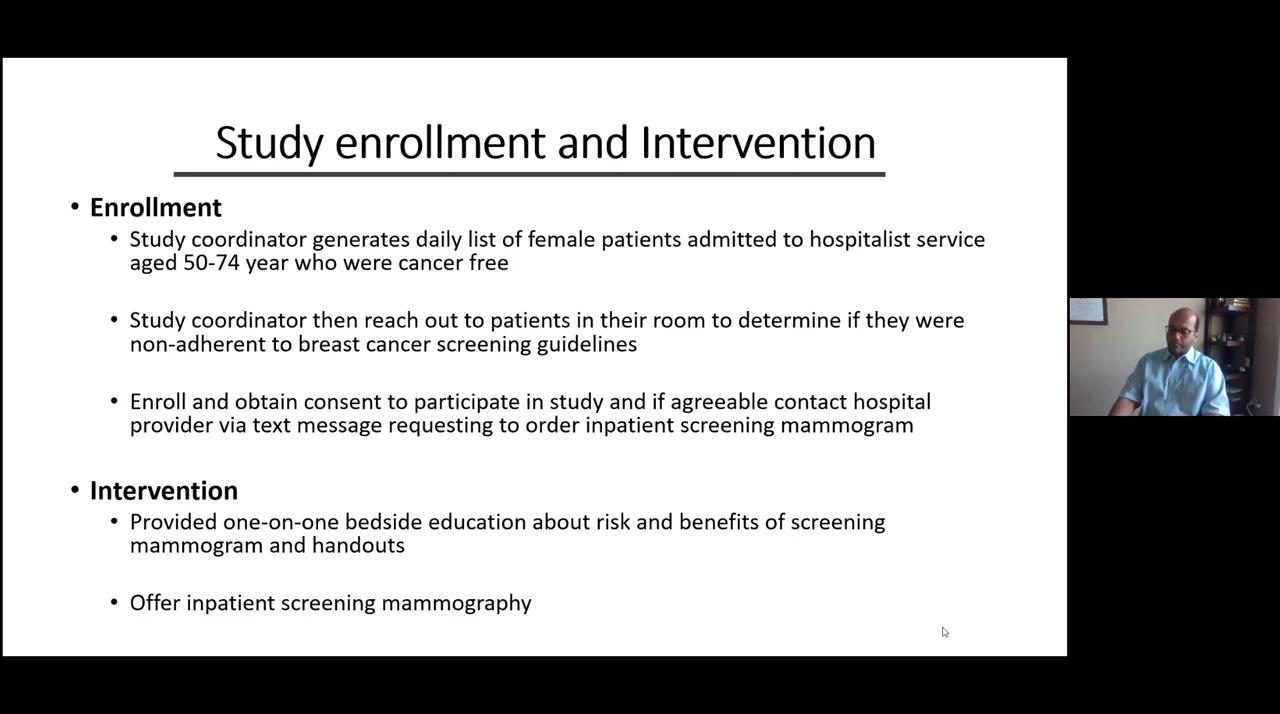 Study enrollment and Intervention
• Enrollment
• Study coordinator generates daily list of female patients admitted to hospitalist service
aged 50-74 year who were cancer free
• Study coordinator then reach out to patients in their room to determine if they were
non-adherent to breast cancer screening guidelines
• Enroll and obtain consent to participate in study and if agreeable contact hospital
provider via text message requesting to order inpatient screening mammogram
• Intervention
• Provided one-on-one bedside education about risk and benefits of screening
mammogram and handouts
• Offer inpatient screening mammography